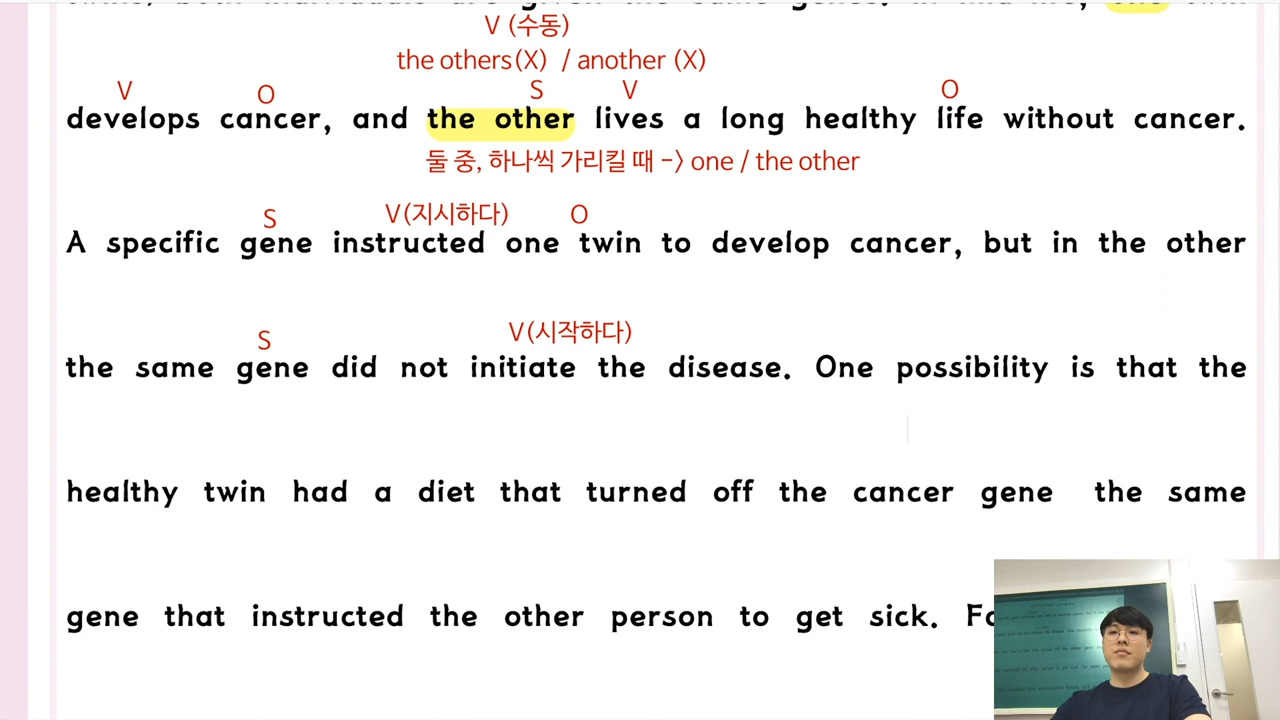 V (수동)
the others(X) / another (X)
V O S V O
develops cancer, and the other lives a long healthy life without cancer.
둘 중, 하나씩 가리킬 때 -> one / the other
S V(지시하다) O
A specific gene instructed one twin to develop cancer, but in the other
S V(시작하다)
the same gene did not initiate the disease. One possibility is that the
healthy twin had a diet that turned off the cancer gene the same
gene that instructed the other person to get sick.